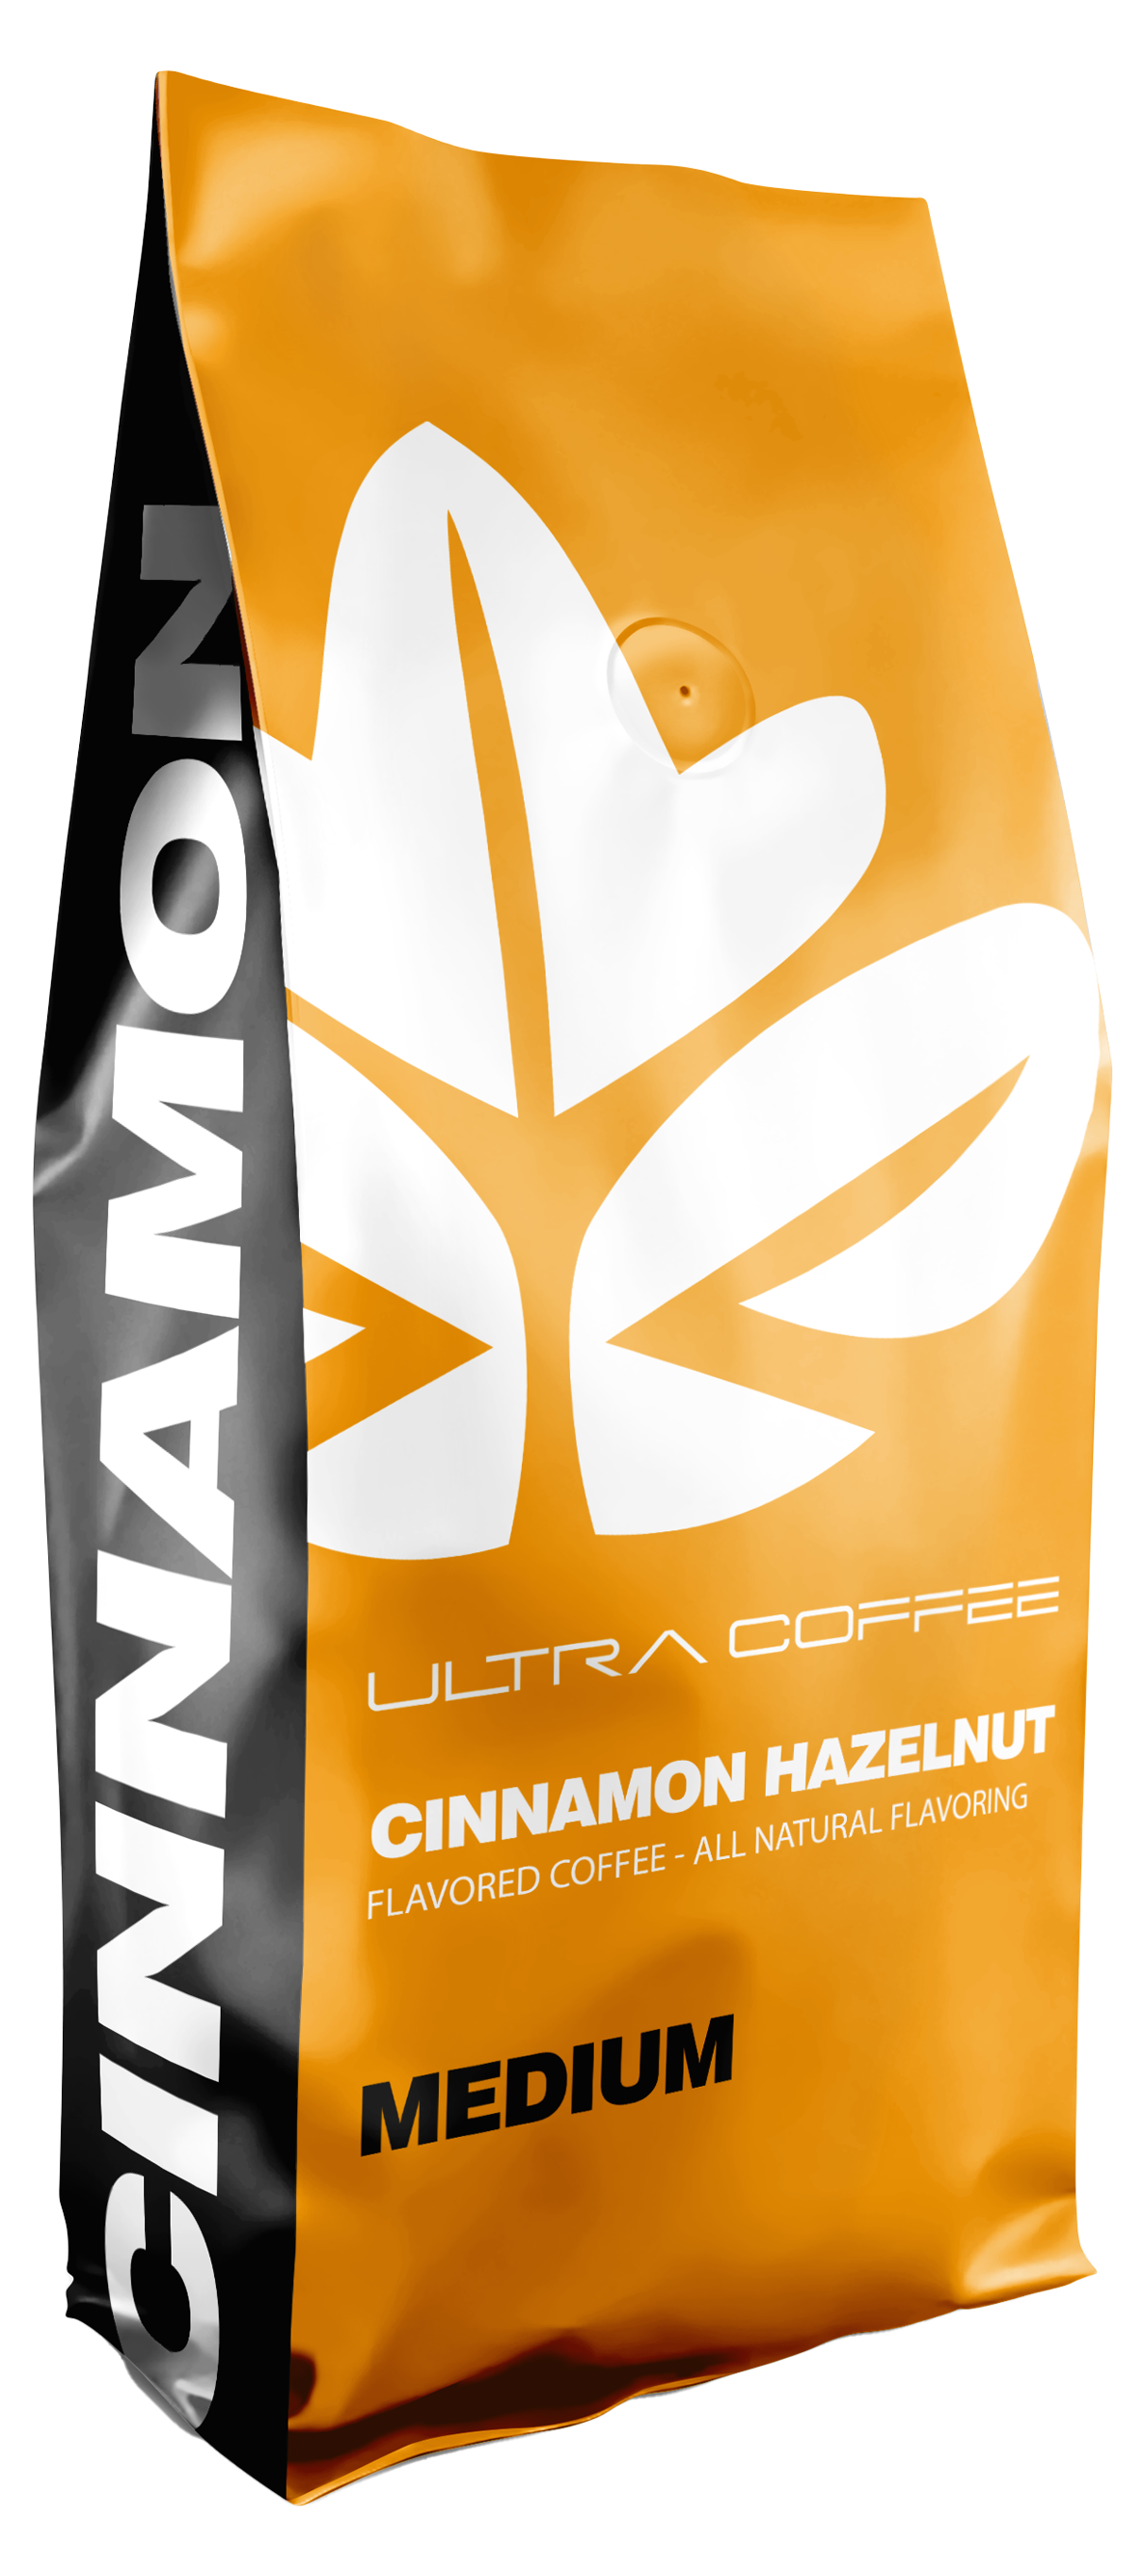 CINNAMON
ULTRA COFFEE
CINNAMON HAZELNUT
FLAVORED COFFEE - ALL NATURAL FLAVORING
MEDIUM